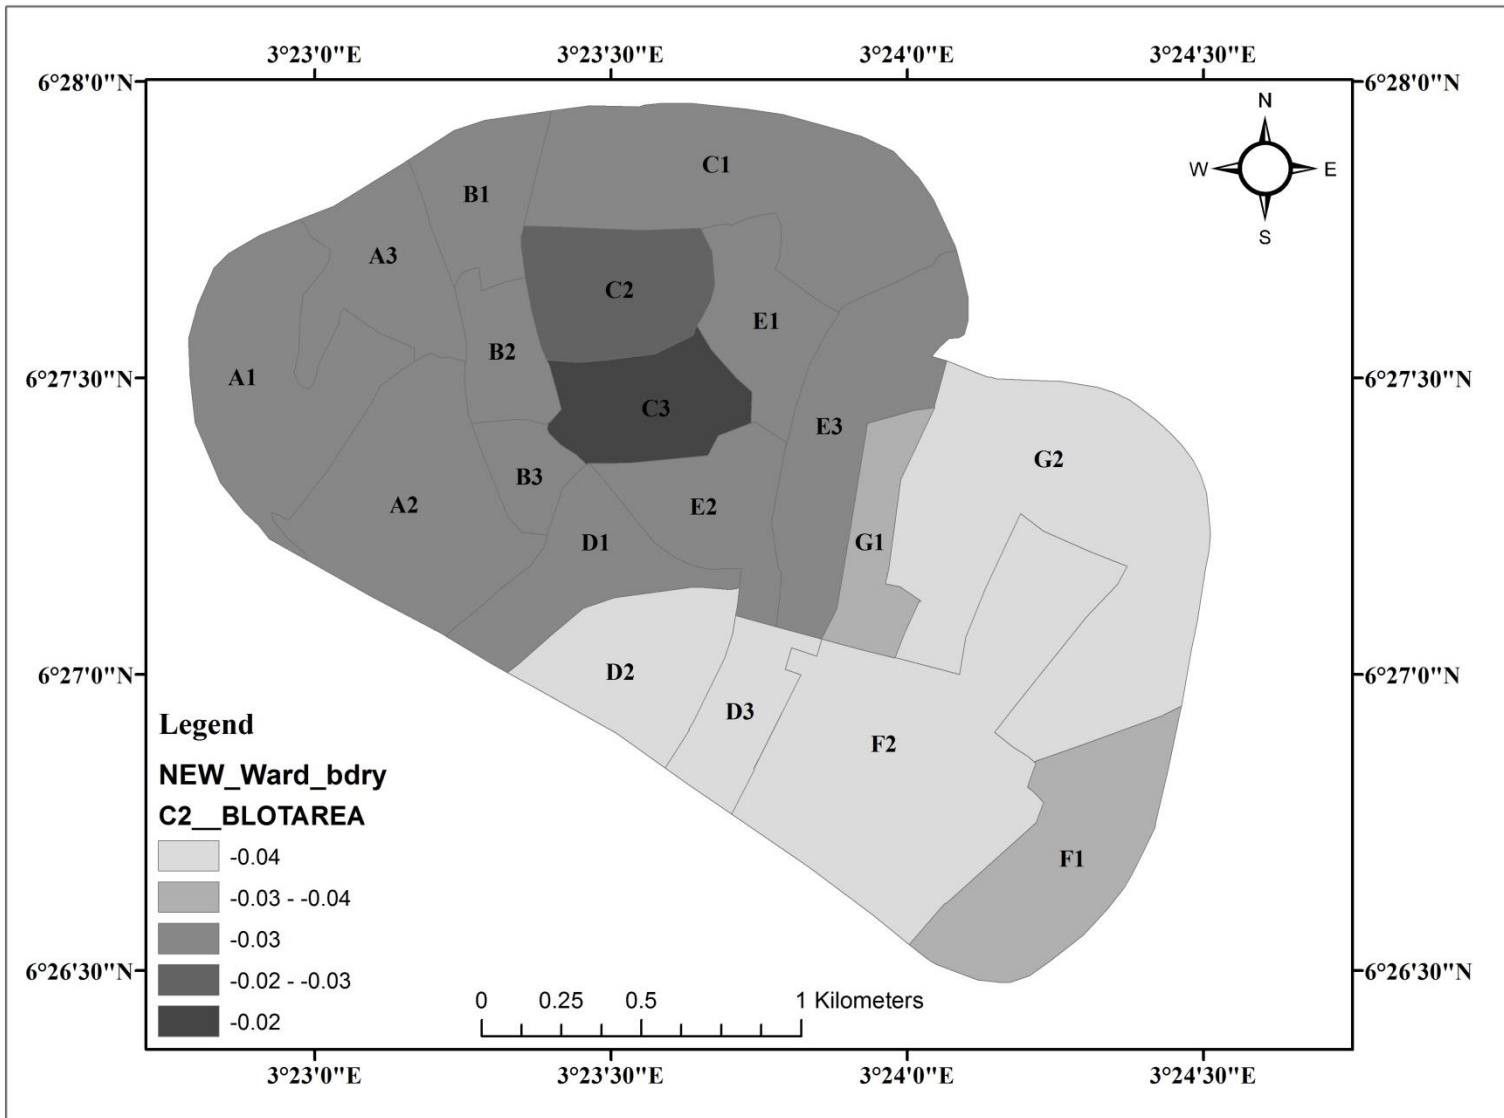 3°23'0"E 3°23'30"E 3°24'0"E 3°24'30"E
6°28'0"N 6°28'0"N
N
W E
S
C1
B1
A3
C2
E1
B2
6°27'30"N A1 6°27'30"N
C3
E3
G2
B3
A2 E2
D1 G1
6°27'0"N D2 6°27'0"N
D3
Legend
F2
NEW_Ward_bdry
C2__BLOTAREA
-0.04
F1
-0.03 - -0.04
-0.03
6°26'30"N -0.02 - -0.03 6°26'30"N
0 0.25 0.5 1 Kilometers
-0.02
3°23'0"E 3°23'30"E 3°24'0"E 3°24'30"E